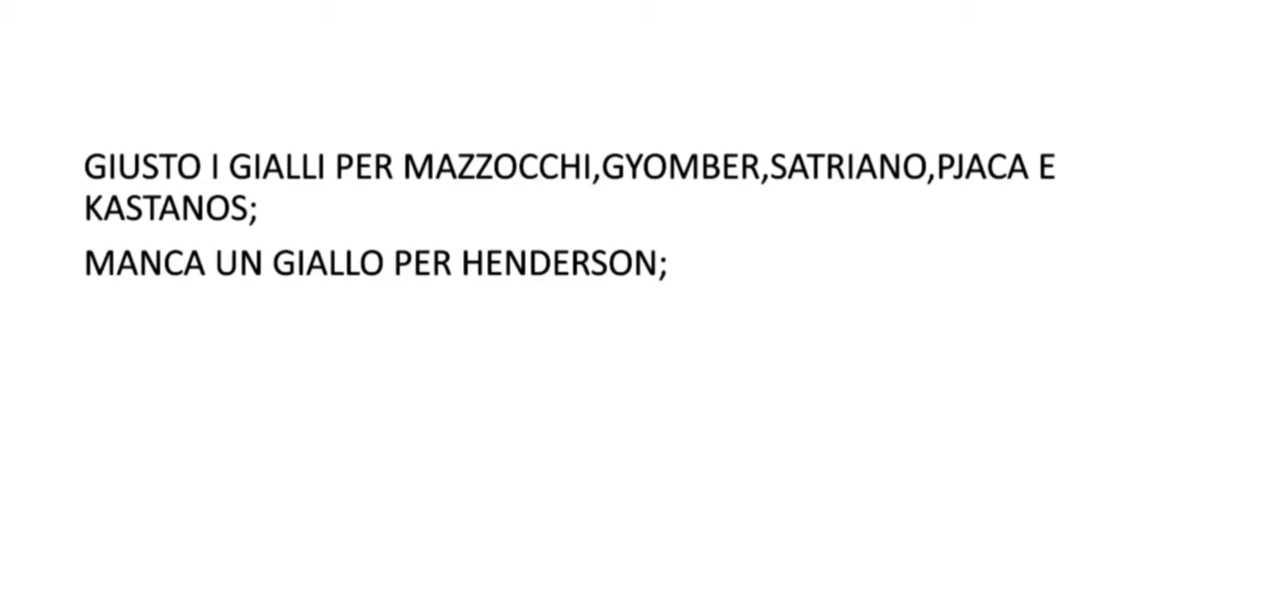 GIUSTO I GIALLI PER MAZZOCCHI,GYOMBER,SATRIANO,PJACA E
KASTANOS;
MANCA UN GIALLO PER HENDERSON;